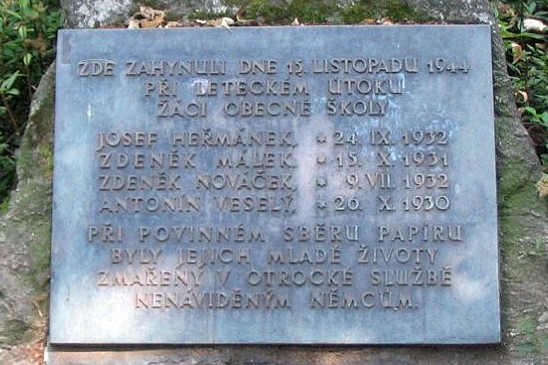 ZDE ZAHYNULI DNE 15. LISTOPADU 1944
PŘI LETECKÉM ÚTOKU
ŽÁCI OBECNÉ ŠKOLY
JOSEF HEŘMÁNEK, * 24. IX. 1932
ZDENĚK MÁLEK, * 15. X. 1931
ZDENĚK NOVÁČEK, * 9. VII. 1932
ANTONÍN VESELÝ, * 26. X. 1930
PŘI POVINNÉM SBĚRU PAPÍRU
BYLY JEJICH MLADÉ ŽIVOTY
ZMAŘENY V OTROCKÉ SLUŽBĚ
NENÁVIDĚNÝM NĚMCŮM.